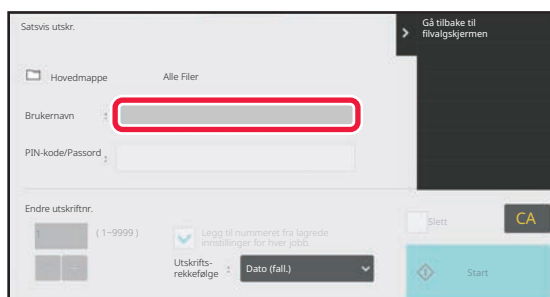 Satsvis utskr.
Gå tilbake til
filvalgskjermen
Hovedmappe Alle Filer
Brukernavn :
PIN-kode/Passord :
Endre utskriftnr.
1 ( 1~9999 )
Legg til nummeret fra lagrede
innstillinger for hver jobb.
Utskrifts-
rekkefølge : Dato (fall.)
Slett
CA
Start